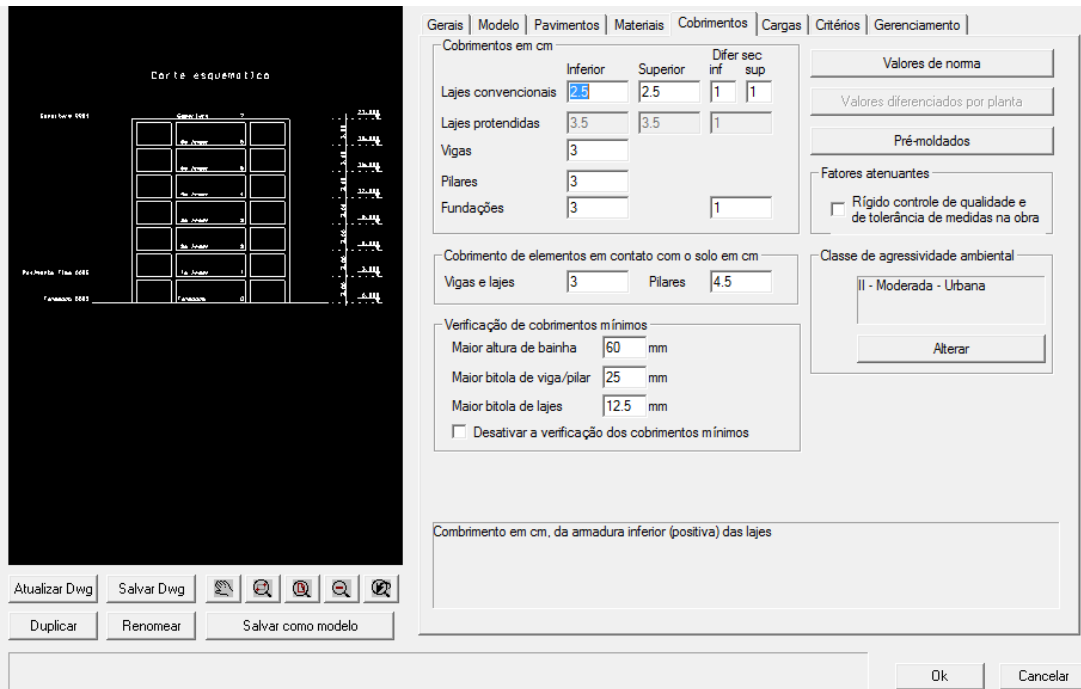 Gerais Modelo Pavimentos Materiais Cobrimentos Cargas Critérios Gerenciamento
Corte esquematico
Cobertura
Cobrimentos em cm
Difer sec
Inferior Superior inf sup
Lajes convencionais 2.5 2.5 1 1
Lajes protendidas 3.5 3.5 1
Vigas 3
Pilares 3
Fundações 3 1
Valores de norma
Valores diferenciados por planta
Pré-moldados
Fatores atenuantes
Rígido controle de qualidade e
de tolerância de medidas na obra
Cobrimento de elementos em contato com o solo em cm
Vigas e lajes 3 Pilares 4.5
Classe de agressividade ambiental
II - Moderada - Urbana
Alterar
Verificação de cobrimentos mínimos
Maior altura de bainha 60 mm
Maior bitola de viga/pilar 25 mm
Maior bitola de lajes 12.5 mm
Desativar a verificação dos cobrimentos mínimos
Combrimento em cm, da armadura inferior (positiva) das lajes
Atualizar Dwg Salvar Dwg
Duplicar Renomear Salvar como modelo
Ok Cancelar